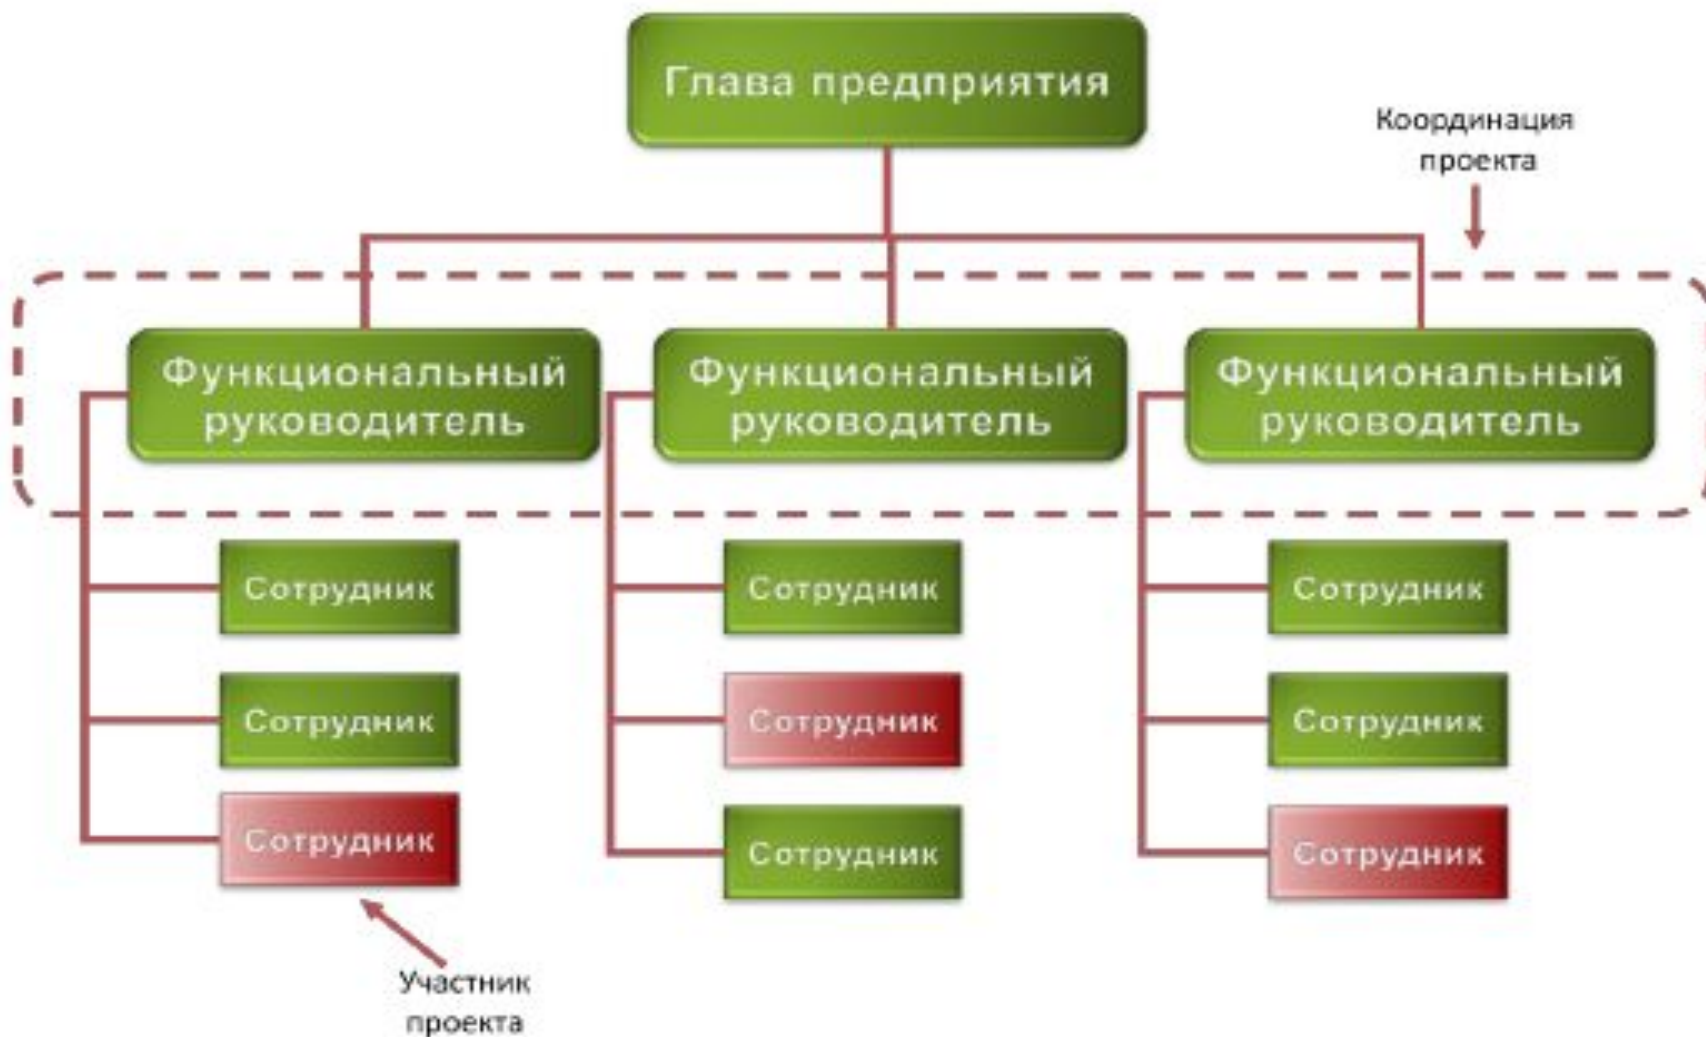 Глава предприятия
Координация
проекта
Функциональный
руководитель
Функциональный
руководитель
Функциональный
руководитель
Сотрудник
Сотрудник
Сотрудник
Сотрудник
Сотрудник
Сотрудник
Сотрудник
Сотрудник
Сотрудник
Участник
проекта